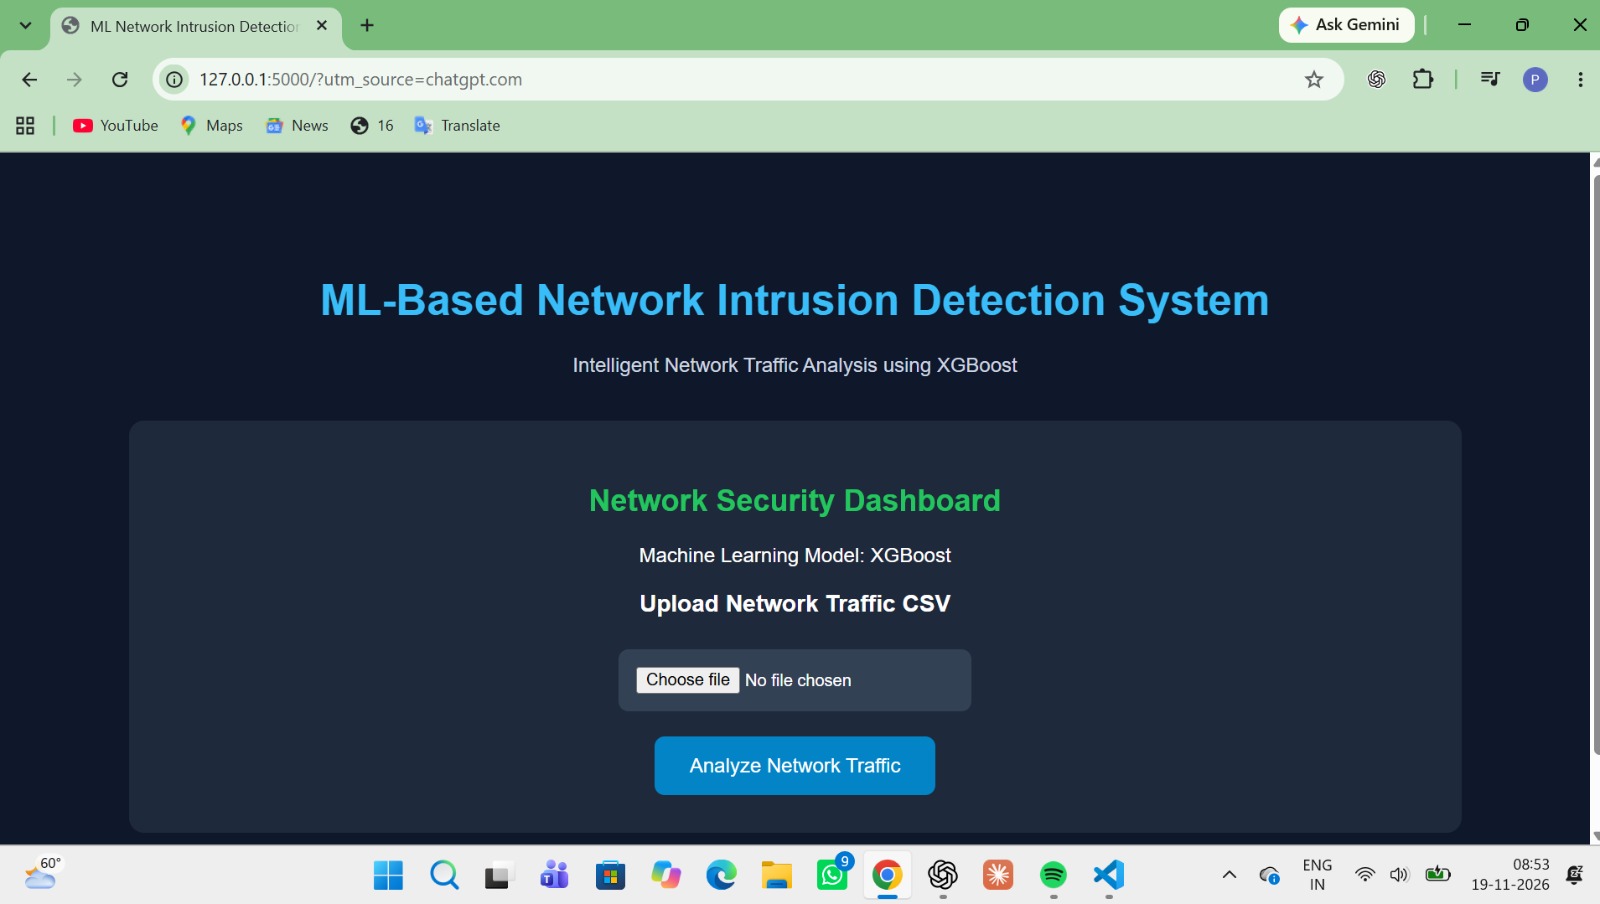 ML Network Intrusion Detection
Ask Gemini
127.0.0.1:5000/?utm_source=chatgpt.com
P
YouTube
Maps
News
16
Translate
ML-Based Network Intrusion Detection System
Intelligent Network Traffic Analysis using XGBoost
Network Security Dashboard
Machine Learning Model: XGBoost
Upload Network Traffic CSV
Choose file No file chosen
Analyze Network Traffic
60°
9
ENG
IN
08:53
19-11-2026